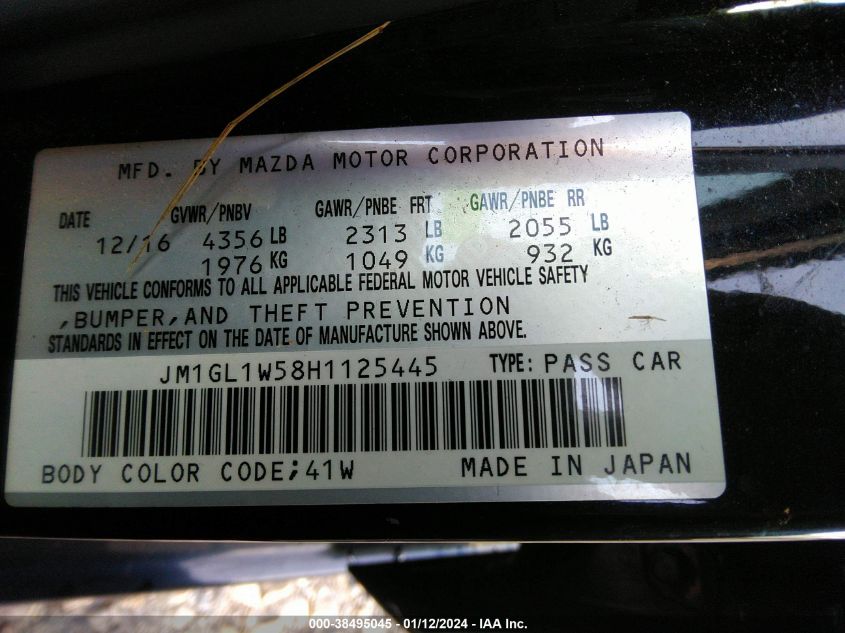 MFD. BY MAZDA MOTOR CORPORATION
DATE GVWR/PNBV GAWR/PNBE FRT GAWR/PNBE RR
12/16 4356 LB 2313 LB 2055 LB
1976 KG 1049 KG 932 KG
THIS VEHICLE CONFORMS TO ALL APPLICABLE FEDERAL MOTOR VEHICLE SAFETY
,BUMPER,AND THEFT PREVENTION
STANDARDS IN EFFECT ON THE DATE OF MANUFACTURE SHOWN ABOVE.
JM1GL1W58H1125445 TYPE: PASS CAR
BODY COLOR CODE;41W MADE IN JAPAN
000-38495045 - 01/12/2024 - IAA Inc.